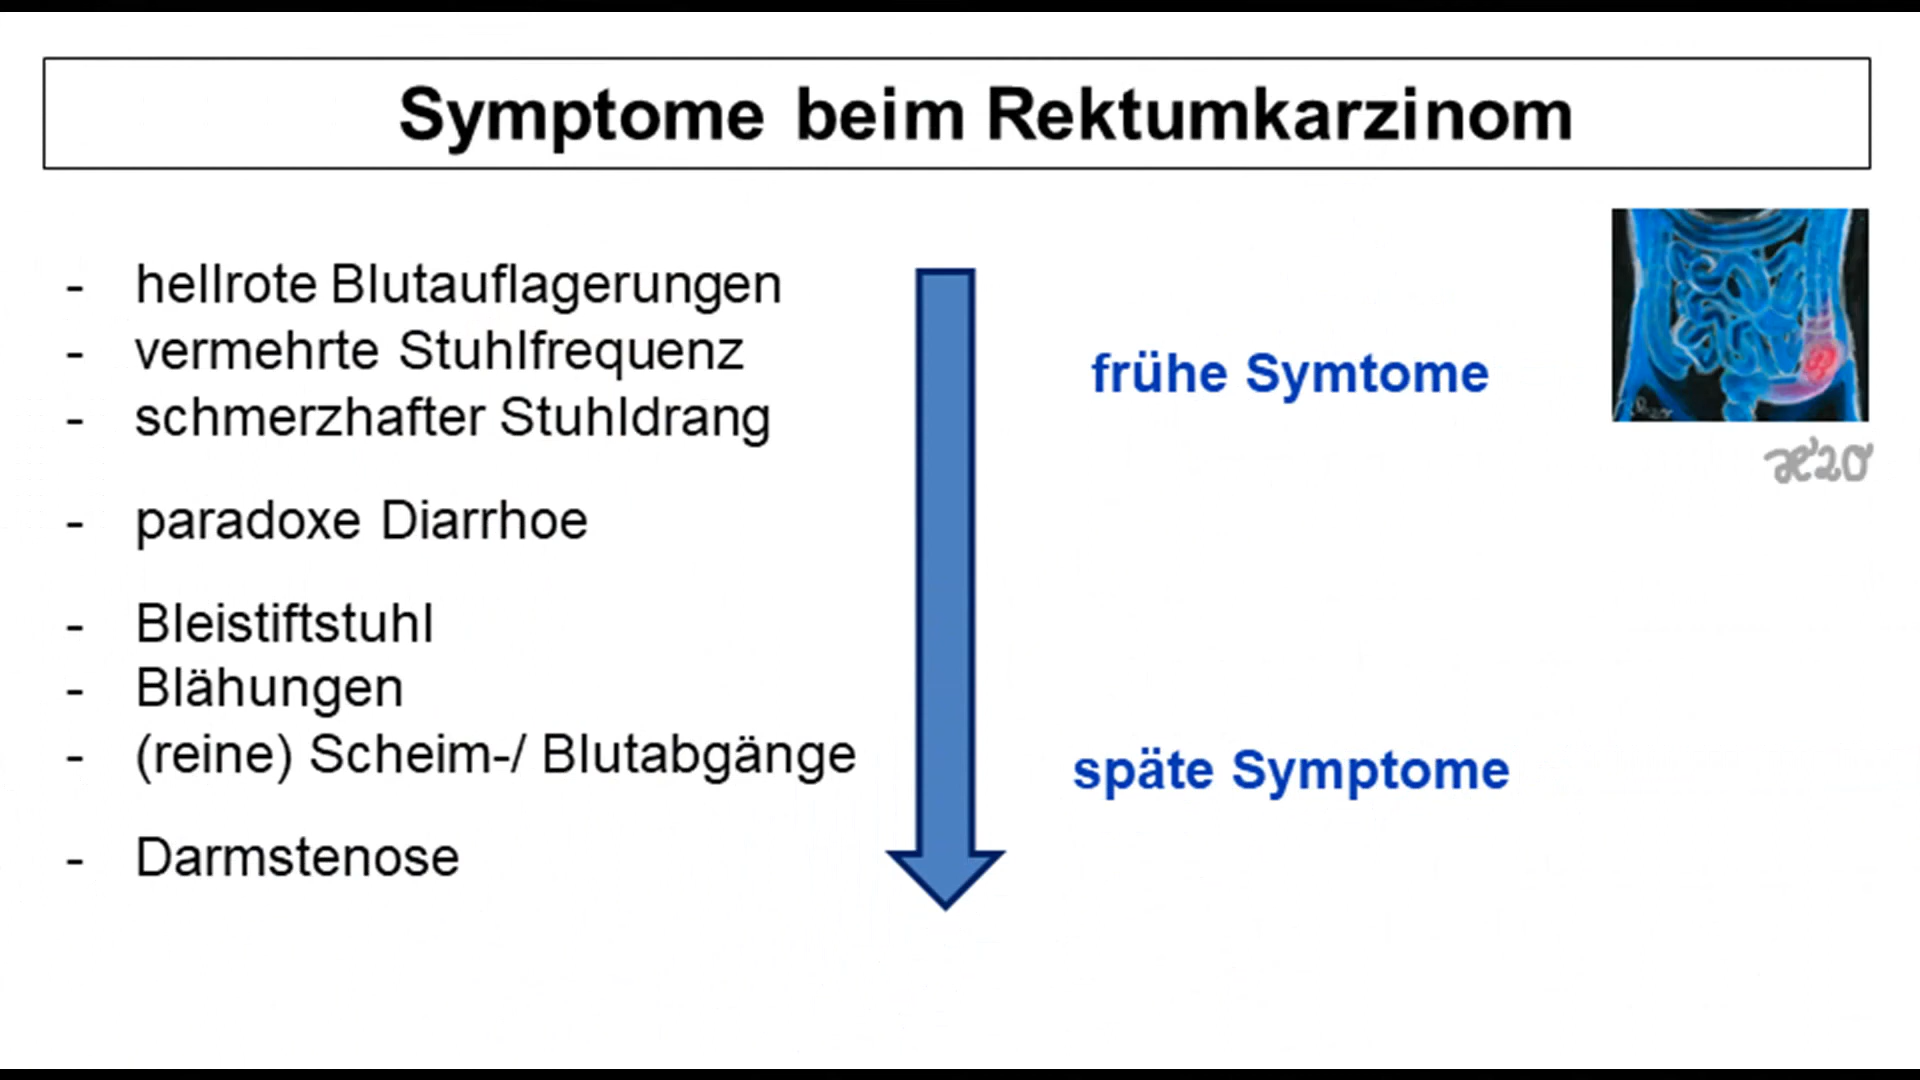 Symptome beim Rektumkarzinom
- hellrote Blutauflagerungen
- vermehrte Stuhlfrequenz
- schmerzhafter Stuhldrang
- paradoxe Diarrhoe
- Bleistiftstuhl
- Blähungen
- (reine) Scheim-/ Blutabgänge
- Darmstenose
frühe Symtome
späte Symptome